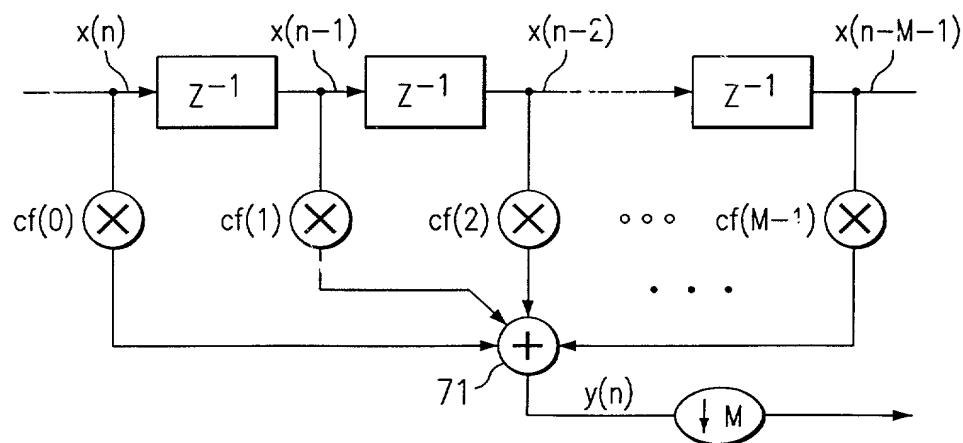 x(n) x(n-1) x(n-2) x(n-M-1)
Z⁻¹ Z⁻¹ Z⁻¹
cf(0) cf(1) cf(2) cf(M-1)
+
71 y(n) ↓ M